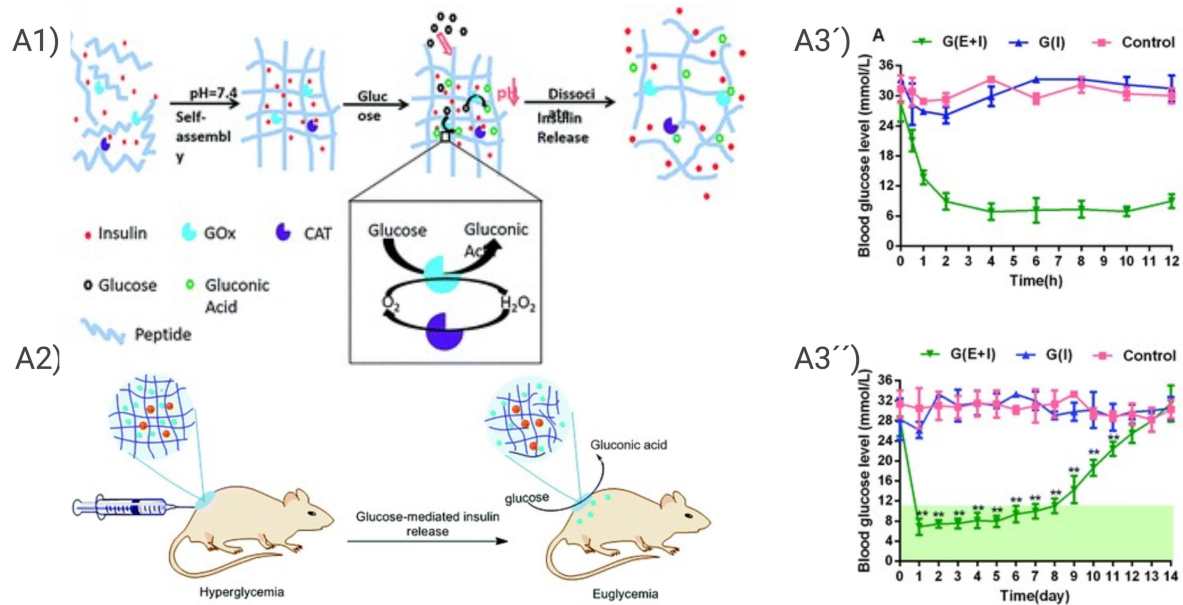 A1)
pH=7.4
Self-
assembl
y
Gluc
ose
pH
Dissoci
ate
Insulin
Release
Insulin
GOx
CAT
Glucose
Gluconic
Acid
Peptide
Glucose
Gluconic
Acid
O2
H2O2
A2)
Hyperglycemia
Glucose-mediated insulin
release
glucose
Gluconic acid
Euglycemia
A3´)
A
G(E+I)
G(I)
Control
Blood glucose level (mmol/L)
36
30
24
18
12
6
0
0 1 2 3 4 5 6 7 8 9 10 11 12
Time(h)
A3´´)
G(E+I)
G(I)
Control
Blood glucose level (mmol/L)
36
32
28
24
20
16
12
8
4
0
** ** ** ** ** ** ** ** ** ** **
0 1 2 3 4 5 6 7 8 9 10 11 12 13 14
Time(day)